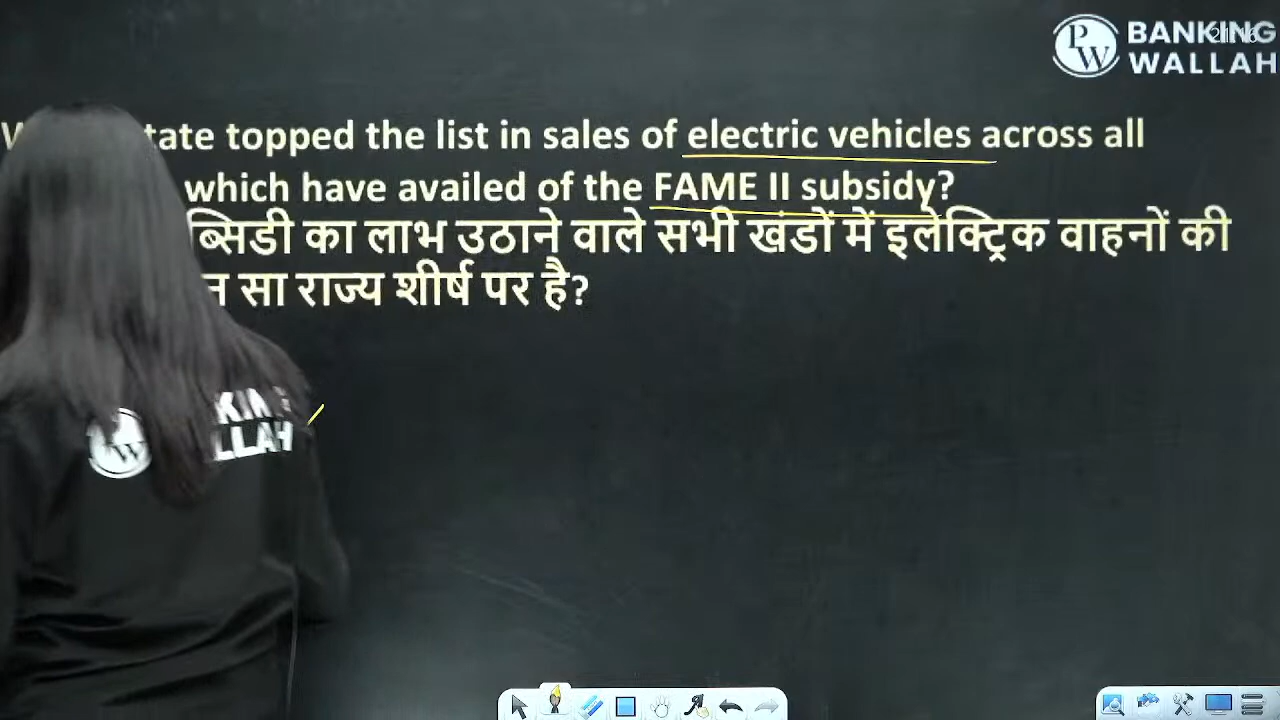 BANKING
WALLAH
tate topped the list in sales of electric vehicles across all
which have availed of the FAME II subsidy?
ब्सिडी का लाभ उठाने वाले सभी खंडों में इलेक्ट्रिक वाहनों की
न सा राज्य शीर्ष पर है?